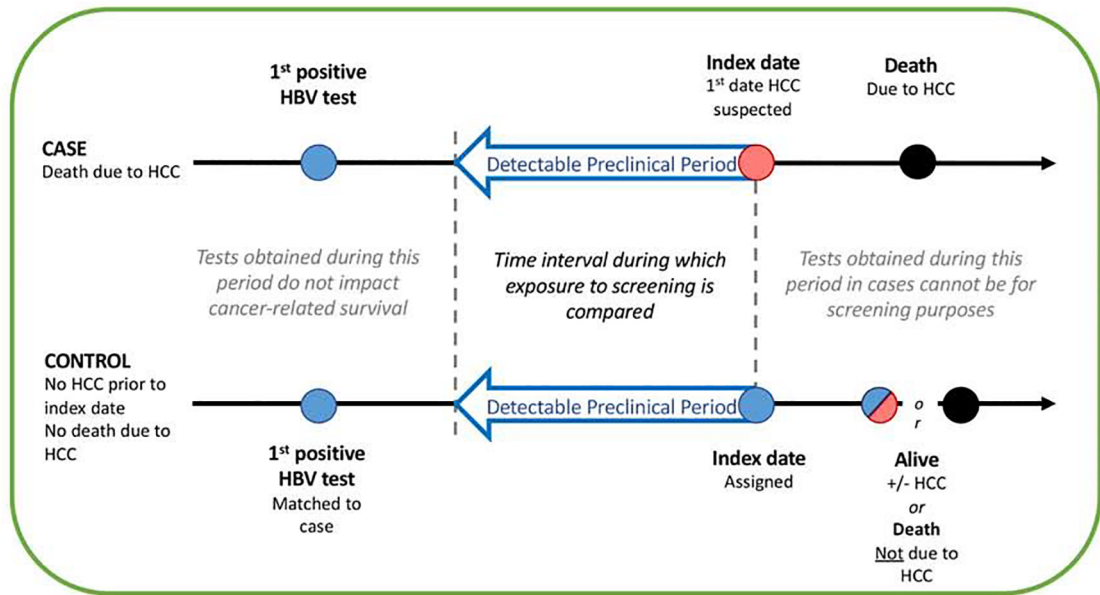 1st positive
HBV test
Index date
1st date HCC
suspected
Death
Due to HCC
CASE
Death due to HCC
Detectable Preclinical Period
Tests obtained during this
period do not impact
cancer-related survival
Time interval during which
exposure to screening is
compared
Tests obtained during this
period in cases cannot be for
screening purposes
CONTROL
No HCC prior to
index date
No death due to
HCC
Detectable Preclinical Period
o
r
1st positive
HBV test
Matched to
case
Index date
Assigned
Alive
+/- HCC
or
Death
Not due to
HCC